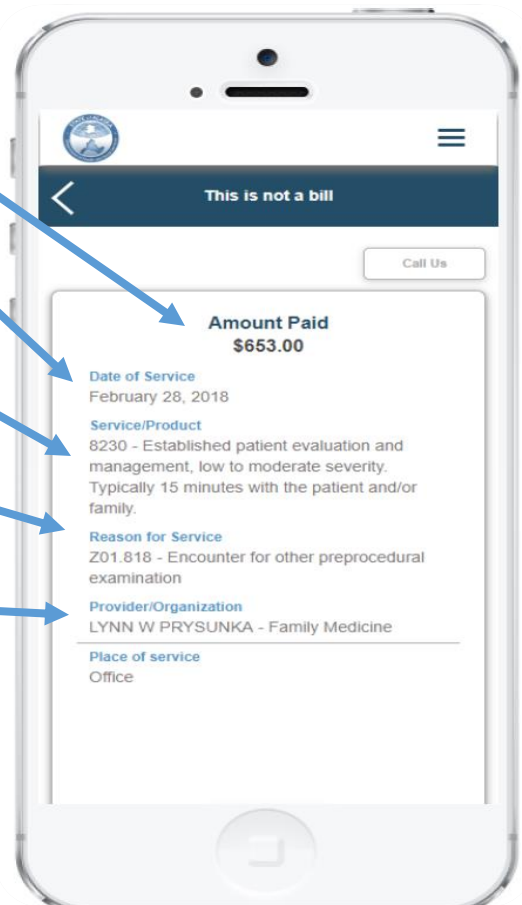 This is not a bill
Call Us
Amount Paid
$653.00
Date of Service
February 28, 2018
Service/Product
8230 - Established patient evaluation and
management, low to moderate severity.
Typically 15 minutes with the patient and/or
family.
Reason for Service
Z01.818 - Encounter for other preprocedural
examination
Provider/Organization
LYNN W PRYSUNKA - Family Medicine
Place of service
Office